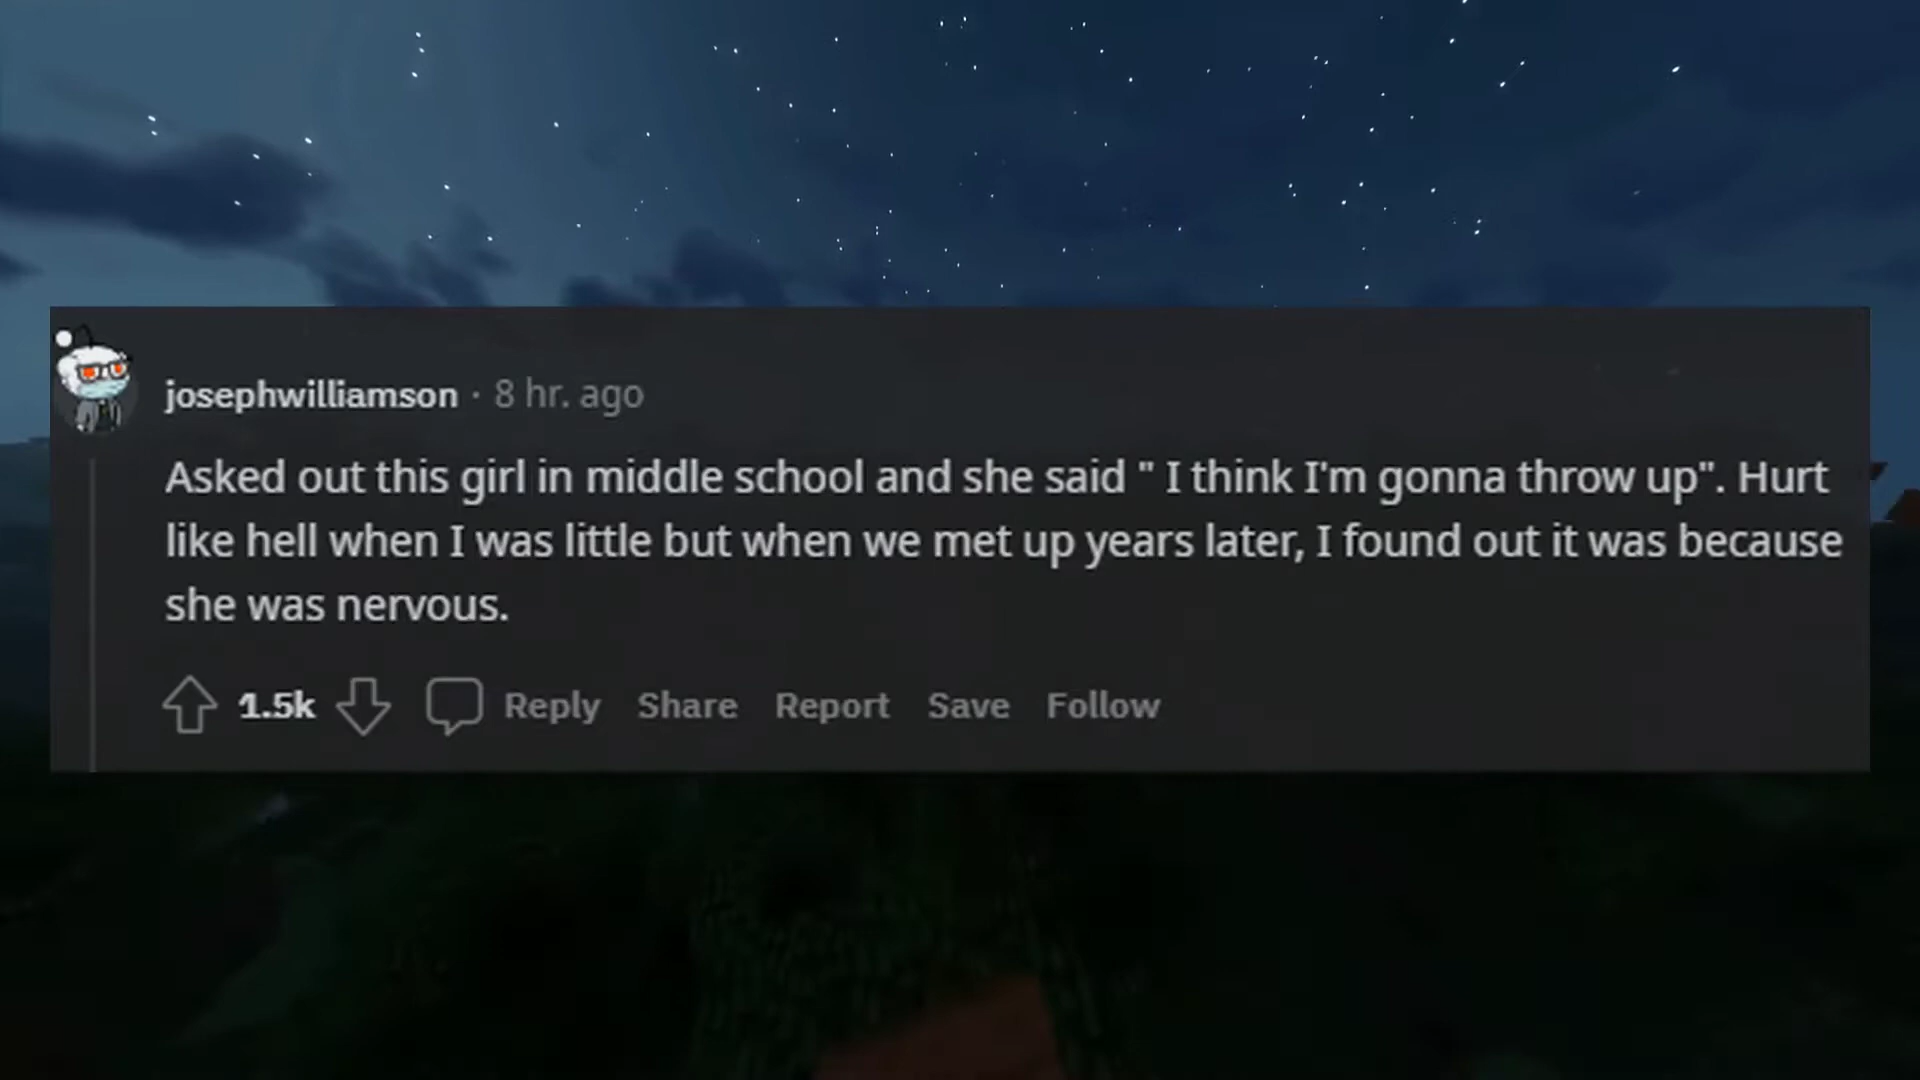 josephwilliamson · 8 hr. ago
Asked out this girl in middle school and she said " I think I'm gonna throw up". Hurt
like hell when I was little but when we met up years later, I found out it was because
she was nervous.
1.5k Reply Share Report Save Follow